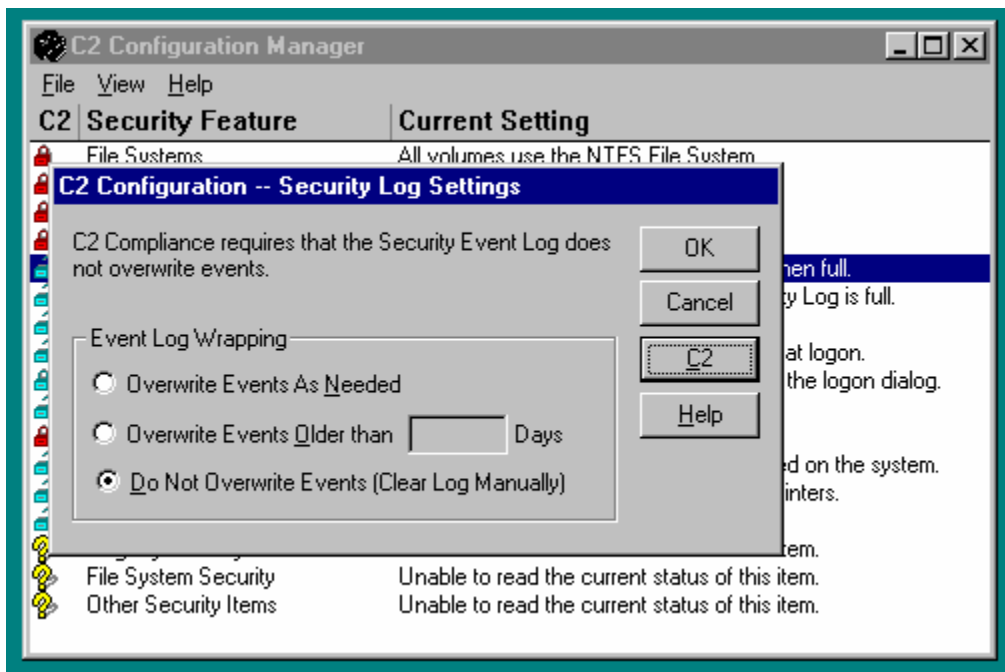 C2 Configuration Manager
File View Help
C2 Security Feature Current Setting
File Systems All volumes use the NTFS File System
C2 Configuration -- Security Log Settings
C2 Compliance requires that the Security Event Log does
not overwrite events.
OK
Cancel
C2
Help
Event Log Wrapping
Overwrite Events As Needed
Overwrite Events Older than Days
Do Not Overwrite Events (Clear Log Manually)
full.
Log is full.
at logon.
the logon dialog.
on the system.
File System Security Unable to read the current status of this item.
Other Security Items Unable to read the current status of this item.